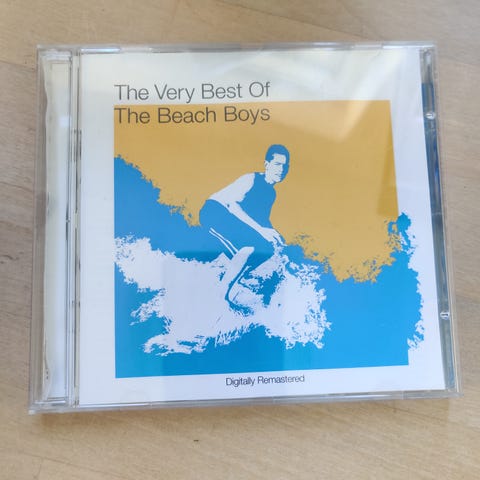 The Very Best Of
The Beach Boys
Digitally Remastered